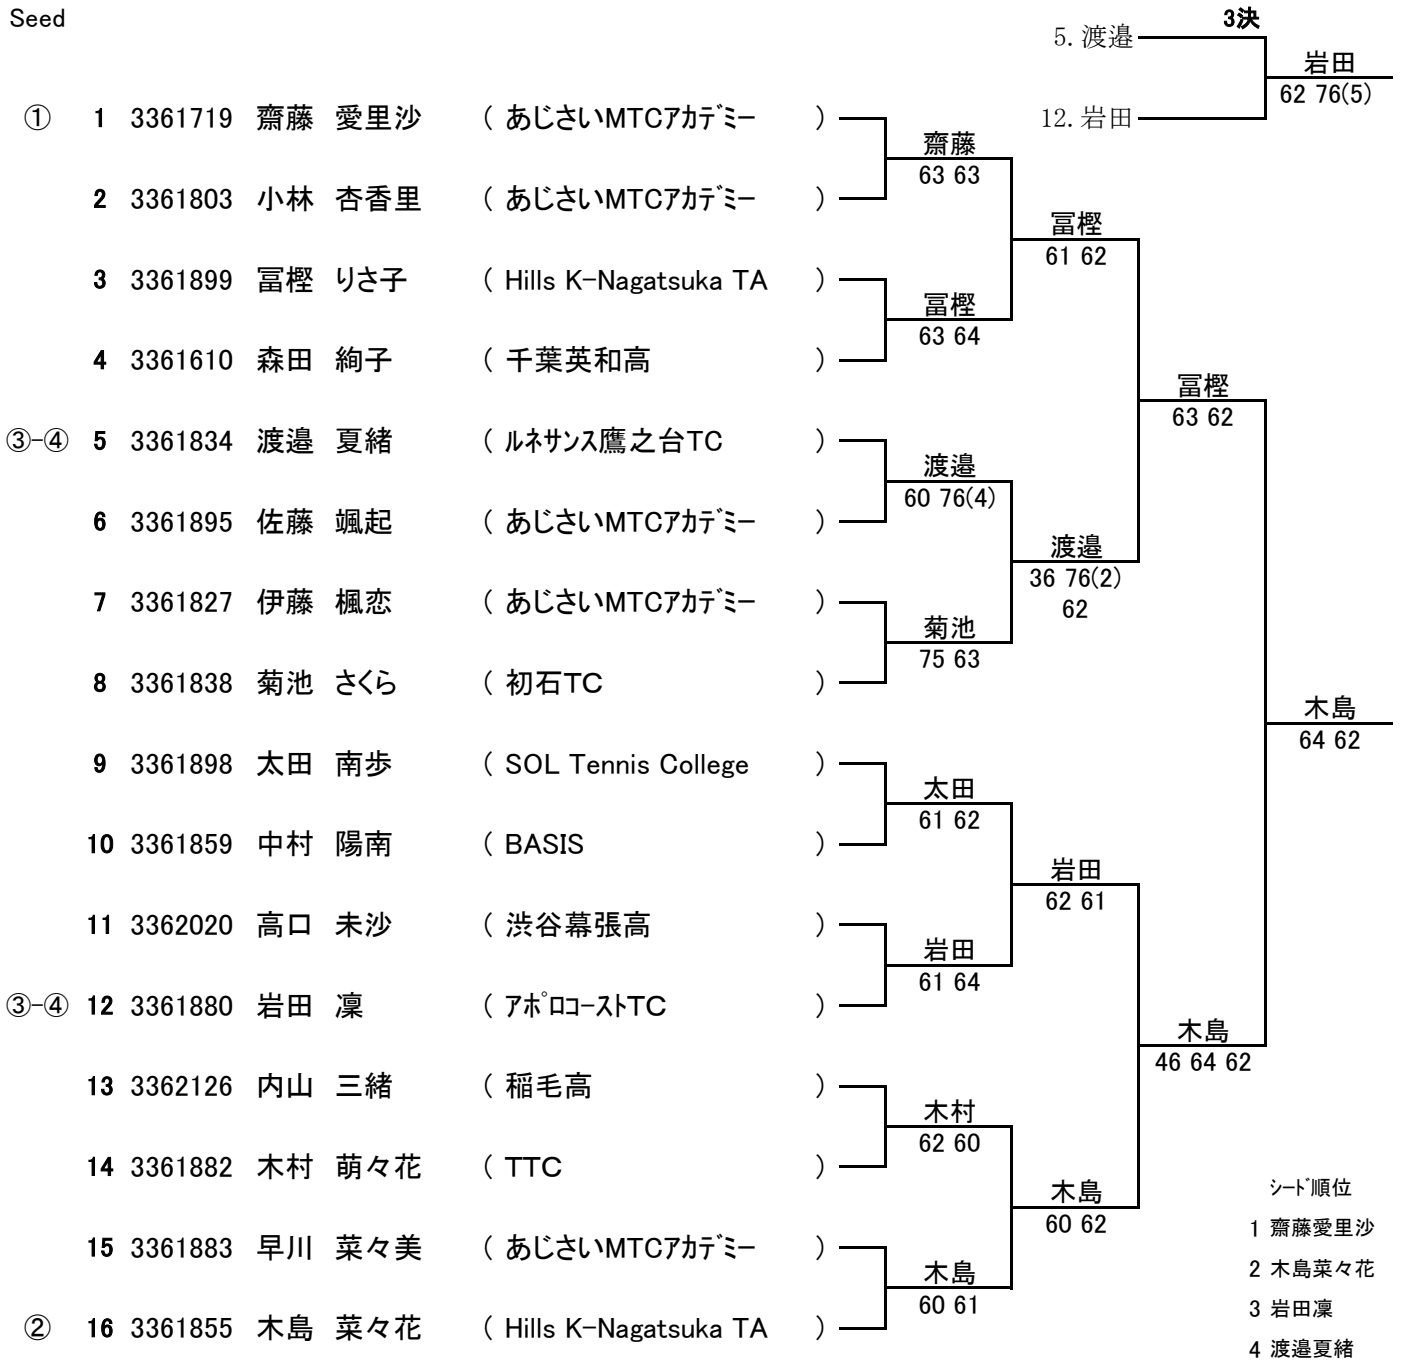 Seed
3決
5. 渡邉
岩田
62 76(5)
12. 岩田
① 1 3361719 齋藤 愛里沙 ( あじさいMTCｱｶﾃﾞﾐｰ )
齋藤
63 63
2 3361803 小林 杏香里 ( あじさいMTCｱｶﾃﾞﾐｰ )
冨樫
61 62
3 3361899 冨樫 りさ子 ( Hills K-Nagatsuka TA )
冨樫
63 64
4 3361610 森田 絢子 ( 千葉英和高 )
冨樫
63 62
③-④ 5 3361834 渡邉 夏緒 ( ﾙﾈｻﾝｽ鷹之台TC )
渡邉
60 76(4)
6 3361895 佐藤 颯起 ( あじさいMTCｱｶﾃﾞﾐｰ )
渡邉
36 76(2)
62
7 3361827 伊藤 楓恋 ( あじさいMTCｱｶﾃﾞﾐｰ )
菊池
75 63
8 3361838 菊池 さくら ( 初石TC )
木島
64 62
9 3361898 太田 南歩 ( SOL Tennis College )
太田
61 62
10 3361859 中村 陽南 ( BASIS )
岩田
62 61
11 3362020 高口 未沙 ( 渋谷幕張高 )
岩田
61 64
③-④ 12 3361880 岩田 凜 ( ｱﾎﾟﾛｺｰｽﾄTC )
木島
46 64 62
13 3362126 内山 三緒 ( 稲毛高 )
木村
62 60
14 3361882 木村 萌々花 ( TTC )
木島
60 62
15 3361883 早川 菜々美 ( あじさいMTCｱｶﾃﾞﾐｰ )
木島
60 61
② 16 3361855 木島 菜々花 ( Hills K-Nagatsuka TA )
ｼｰﾄﾞ順位
1 齋藤愛里沙
2 木島菜々花
3 岩田凜
4 渡邉夏緒